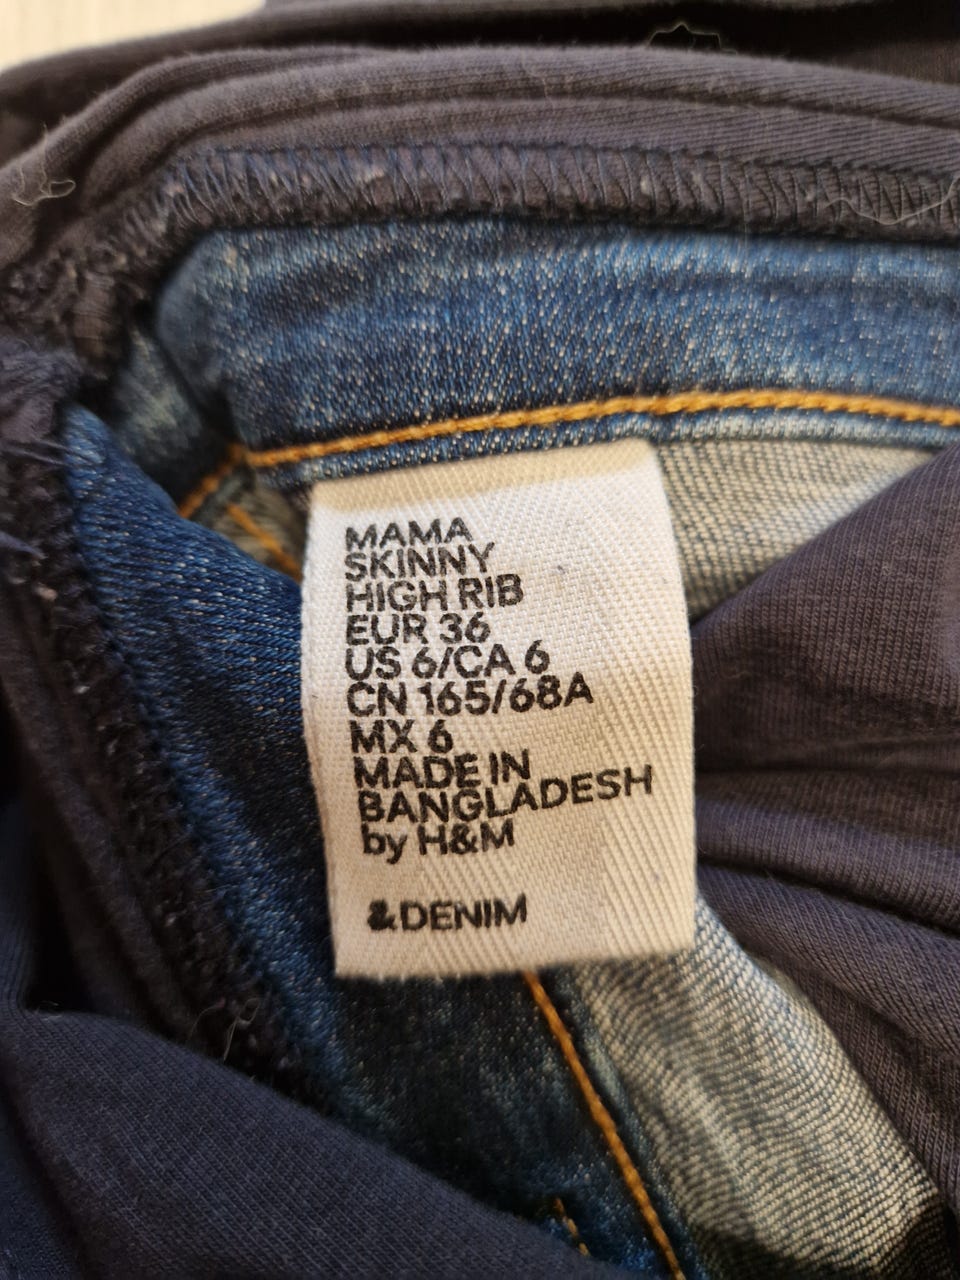 MAMA
SKINNY
HIGH RIB
EUR 36
US 6/CA 6
CN 165/68A
MX 6
MADE IN
BANGLADESH
by H&M
&DENIM